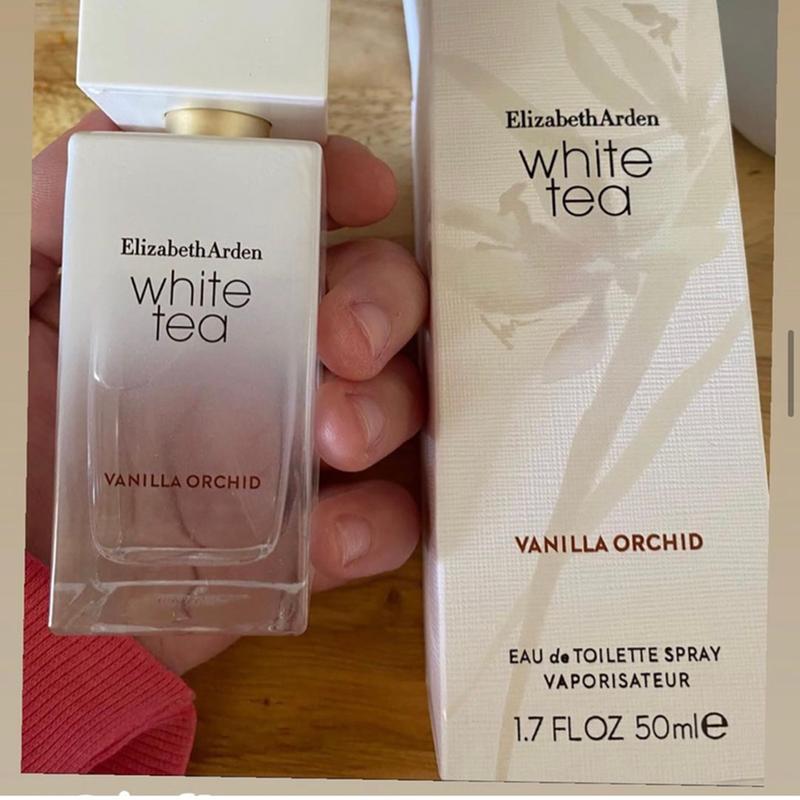 ElizabethArden
white
tea
VANILLA ORCHID
ElizabethArden
white
tea
VANILLA ORCHID
EAU de TOILETTE SPRAY
VAPORISATEUR
1.7 FL OZ 50ml e